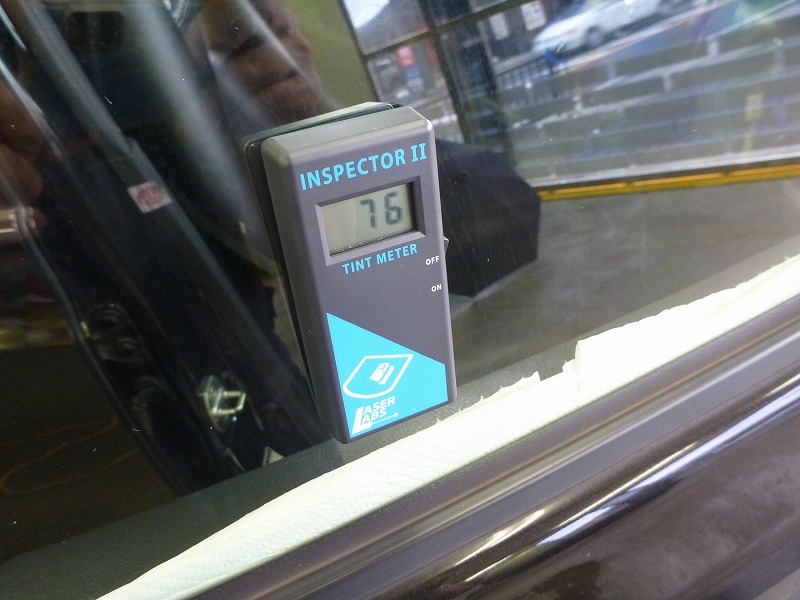 INSPECTOR II
76
TINT METER
OFF
ON
LASER
LABS